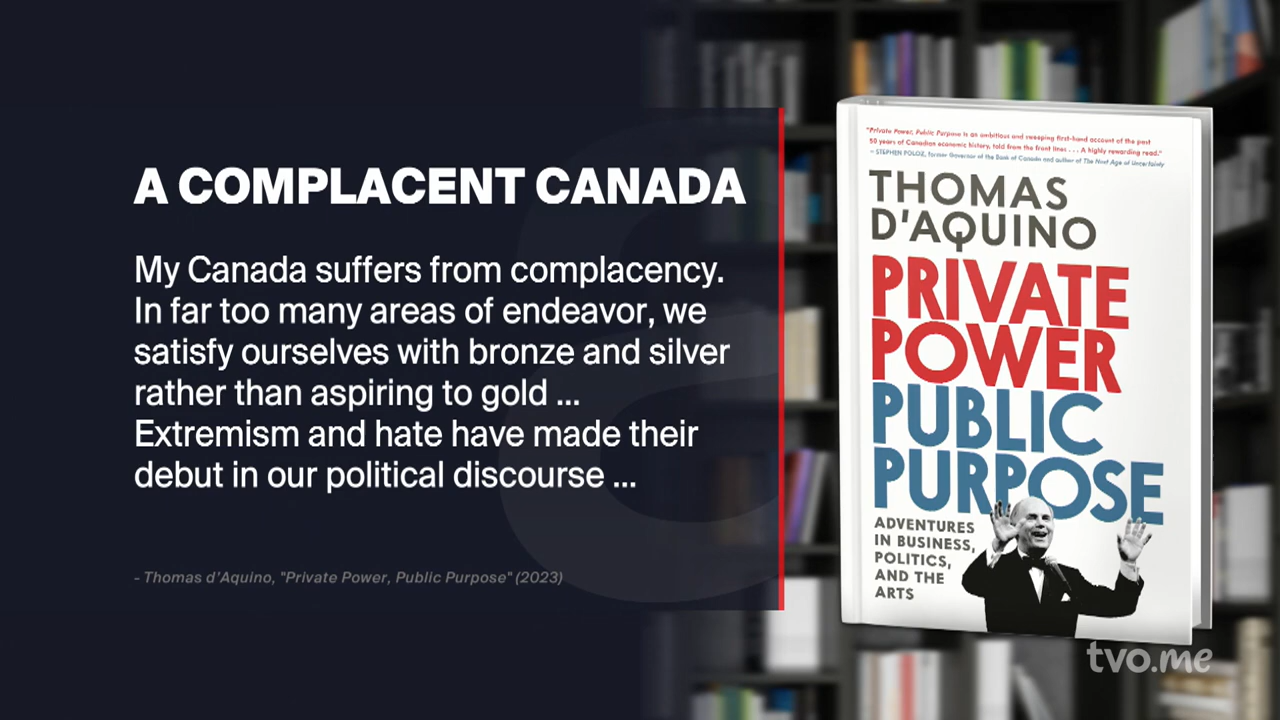 A COMPLACENT CANADA
My Canada suffers from complacency.
In far too many areas of endeavor, we
satisfy ourselves with bronze and silver
rather than aspiring to gold ...
Extremism and hate have made their
debut in our political discourse ...
- Thomas d'Aquino, "Private Power, Public Purpose" (2023)
"Private Power, Public Purpose is an ambitious and sweeping first-hand account of the past
50 years of Canadian economic history, told from the front lines . . . A highly rewarding read."
– STEPHEN POLOZ, former Governor of the Bank of Canada and author of The Next Age of Uncertainty
THOMAS
D'AQUINO
PRIVATE
POWER
PUBLIC
PURPOSE
ADVENTURES
IN BUSINESS,
POLITICS,
AND THE
ARTS
tvo.me